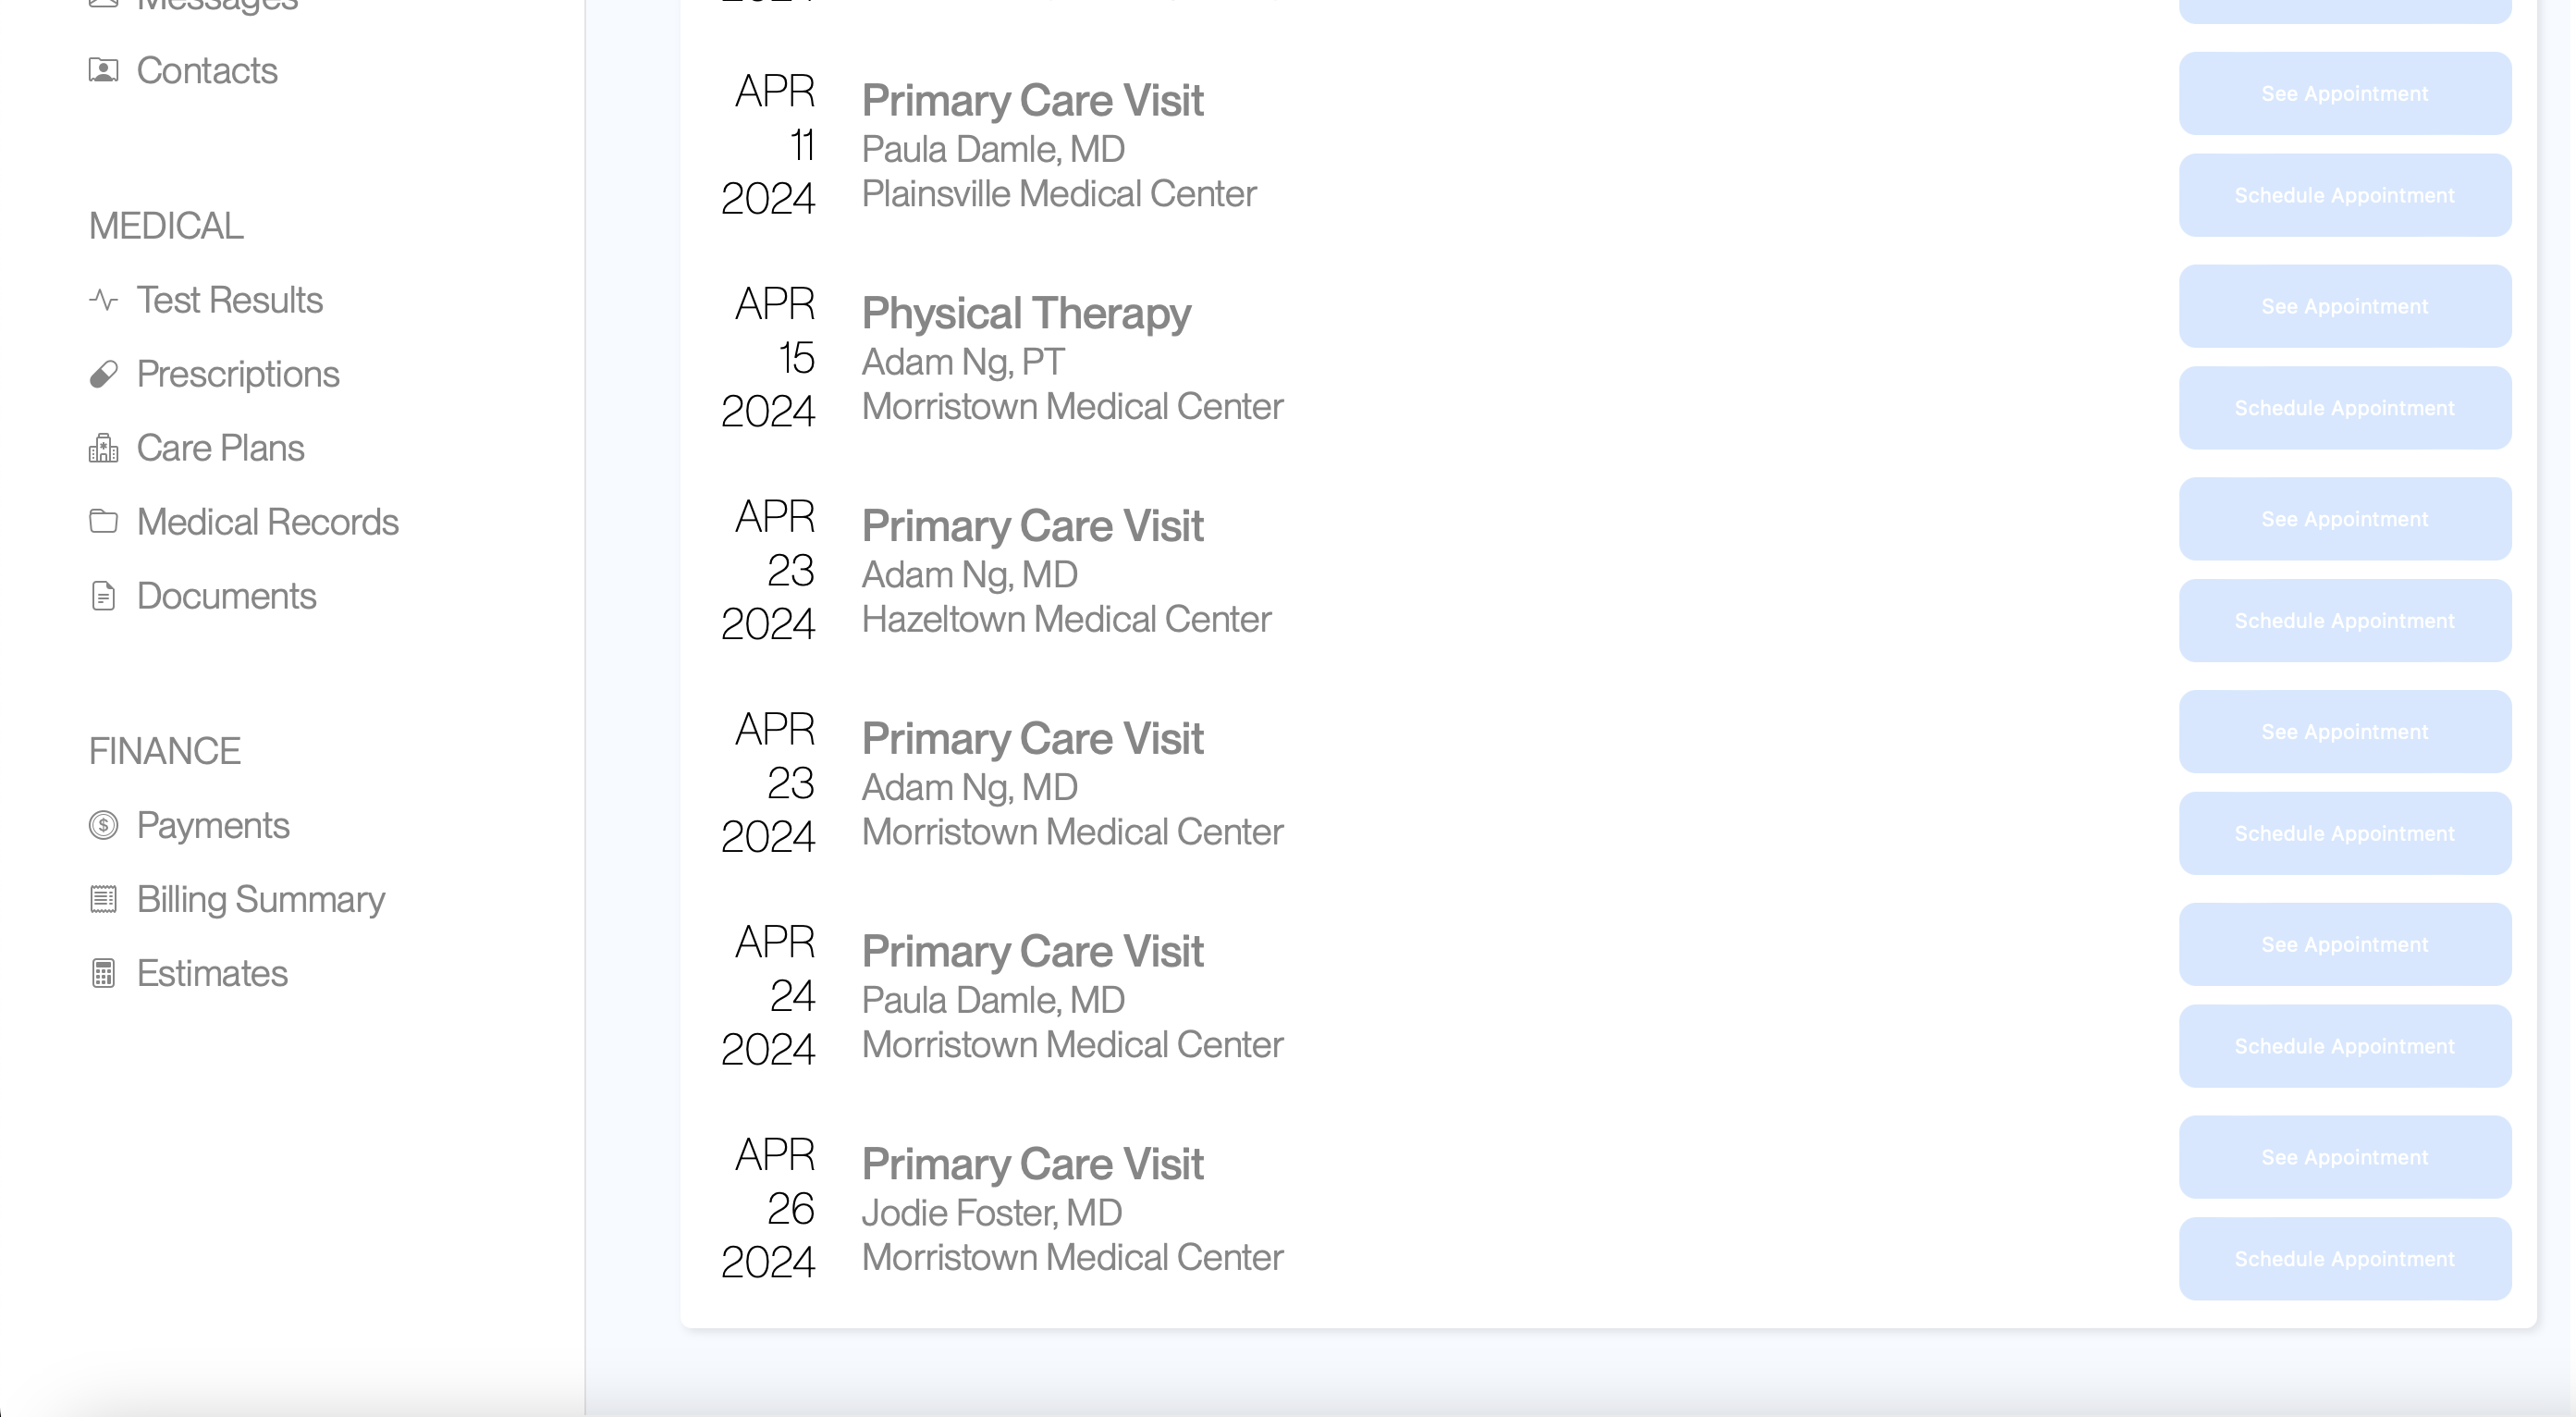 Messages
Contacts
MEDICAL
Test Results
Prescriptions
Care Plans
Medical Records
Documents
FINANCE
Payments
Billing Summary
Estimates
2024
APR
11
2024
Primary Care Visit
Paula Damle, MD
Plainsville Medical Center
See Appointment
Schedule Appointment
APR
15
2024
Physical Therapy
Adam Ng, PT
Morristown Medical Center
See Appointment
Schedule Appointment
APR
23
2024
Primary Care Visit
Adam Ng, MD
Hazeltown Medical Center
See Appointment
Schedule Appointment
APR
23
2024
Primary Care Visit
Adam Ng, MD
Morristown Medical Center
See Appointment
Schedule Appointment
APR
24
2024
Primary Care Visit
Paula Damle, MD
Morristown Medical Center
See Appointment
Schedule Appointment
APR
26
2024
Primary Care Visit
Jodie Foster, MD
Morristown Medical Center
See Appointment
Schedule Appointment